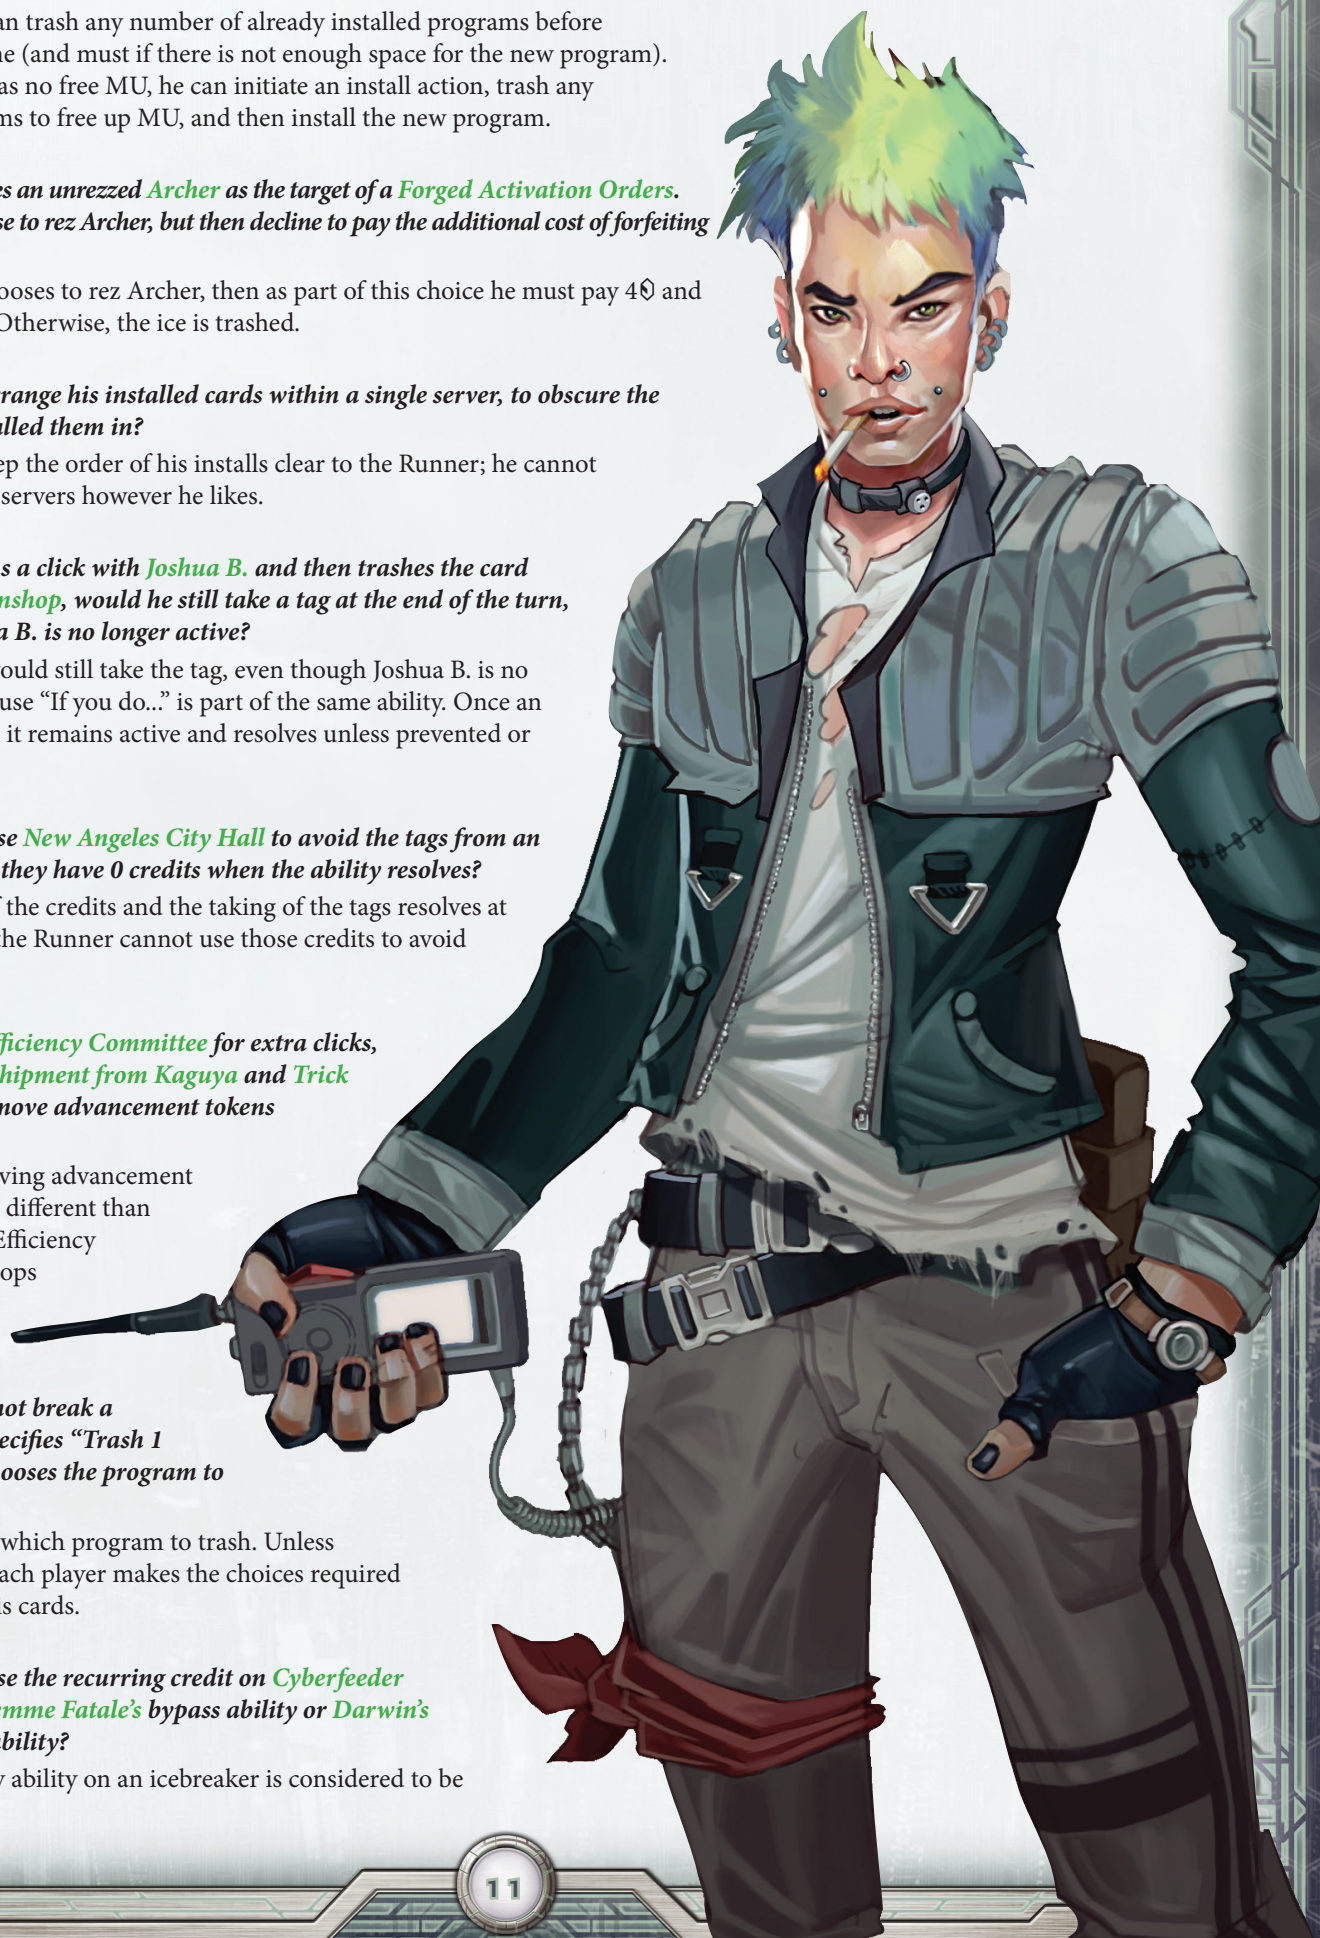 an trash any number of already installed programs before
ne (and must if there is not enough space for the new program).
as no free MU, he can initiate an install action, trash any
ms to free up MU, and then install the new program.
es an unrezzed Archer as the target of a Forged Activation Orders.
se to rez Archer, but then decline to pay the additional cost of forfeiting
ooses to rez Archer, then as part of this choice he must pay 4 and
Otherwise, the ice is trashed.
rrange his installed cards within a single server, to obscure the
alled them in?
ep the order of his installs clear to the Runner; he cannot
servers however he likes.
s a click with Joshua B. and then trashes the card
nshop, would he still take a tag at the end of the turn,
a B. is no longer active?
would still take the tag, even though Joshua B. is no
use “If you do...” is part of the same ability. Once an
it remains active and resolves unless prevented or
se New Angeles City Hall to avoid the tags from an
they have 0 credits when the ability resolves?
f the credits and the taking of the tags resolves at
the Runner cannot use those credits to avoid
fficiency Committee for extra clicks,
hipment from Kaguya and Trick
move advancement tokens
ving advancement
different than
Efficiency
ops
not break a
ecifies “Trash 1
ooses the program to
which program to trash. Unless
ach player makes the choices required
is cards.
se the recurring credit on Cyberfeeder
emme Fatale’s bypass ability or Darwin’s
ability?
y ability on an icebreaker is considered to be
11